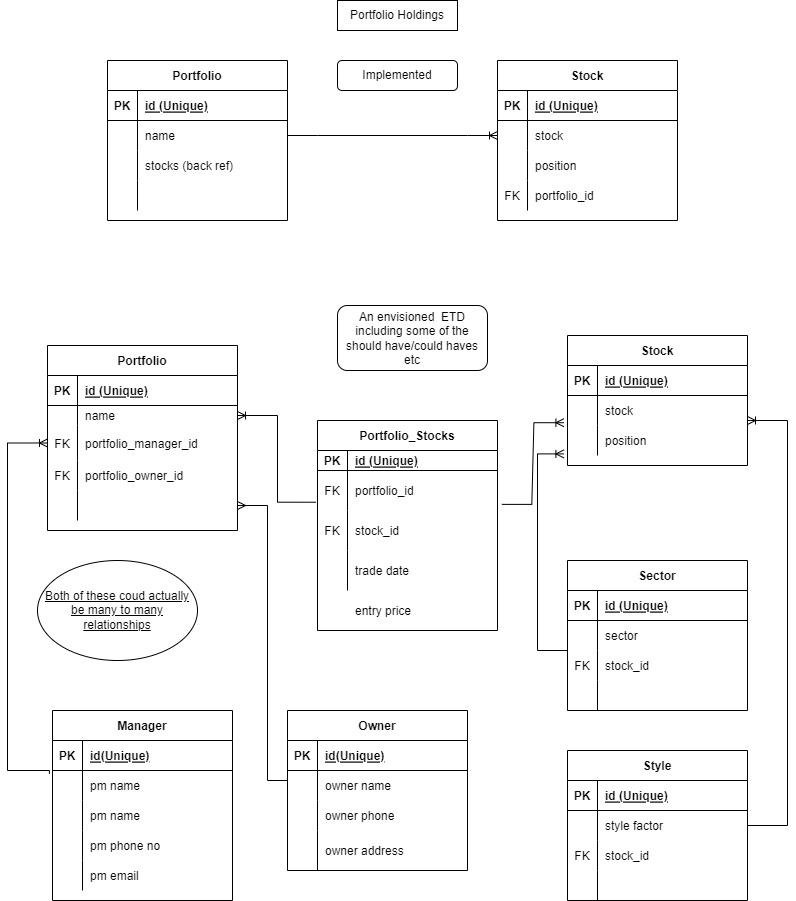 Portfolio Holdings
Implemented
Portfolio
PK id (Unique)
name
stocks (back ref)
Stock
PK id (Unique)
stock
position
FK portfolio_id
An envisioned ETD
including some of the
should have/could haves
etc
Portfolio
PK id (Unique)
name
FK portfolio_manager_id
FK portfolio_owner_id
Portfolio_Stocks
PK id (Unique)
FK portfolio_id
FK stock_id
trade date
entry price
Stock
PK id (Unique)
stock
position
Both of these coud actually
be many to many
relationships
Sector
PK id (Unique)
sector
FK stock_id
Manager
PK id(Unique)
pm name
pm name
pm phone no
pm email
Owner
PK id(Unique)
owner name
owner phone
owner address
Style
PK id (Unique)
style factor
FK stock_id